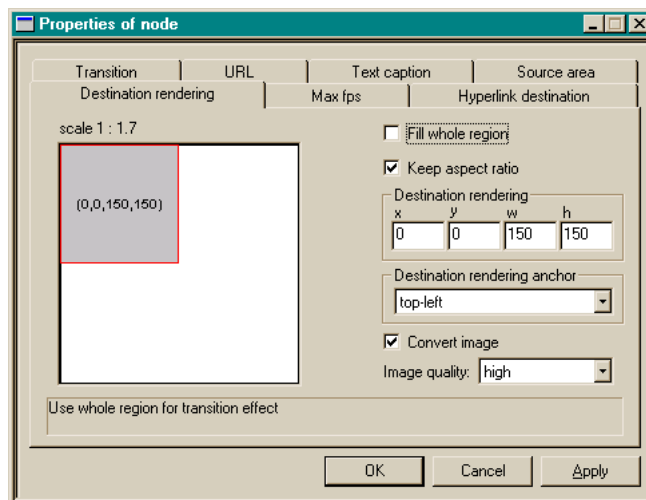 Properties of node
Transition URL Text caption Source area
Destination rendering Max fps Hyperlink destination
scale 1 : 1.7
Fill whole region
Keep aspect ratio
(0,0,150,150)
Destination rendering
x y w h
0 0 150 150
Destination rendering anchor
top-left
Convert image
Image quality: high
Use whole region for transition effect
OK Cancel Apply